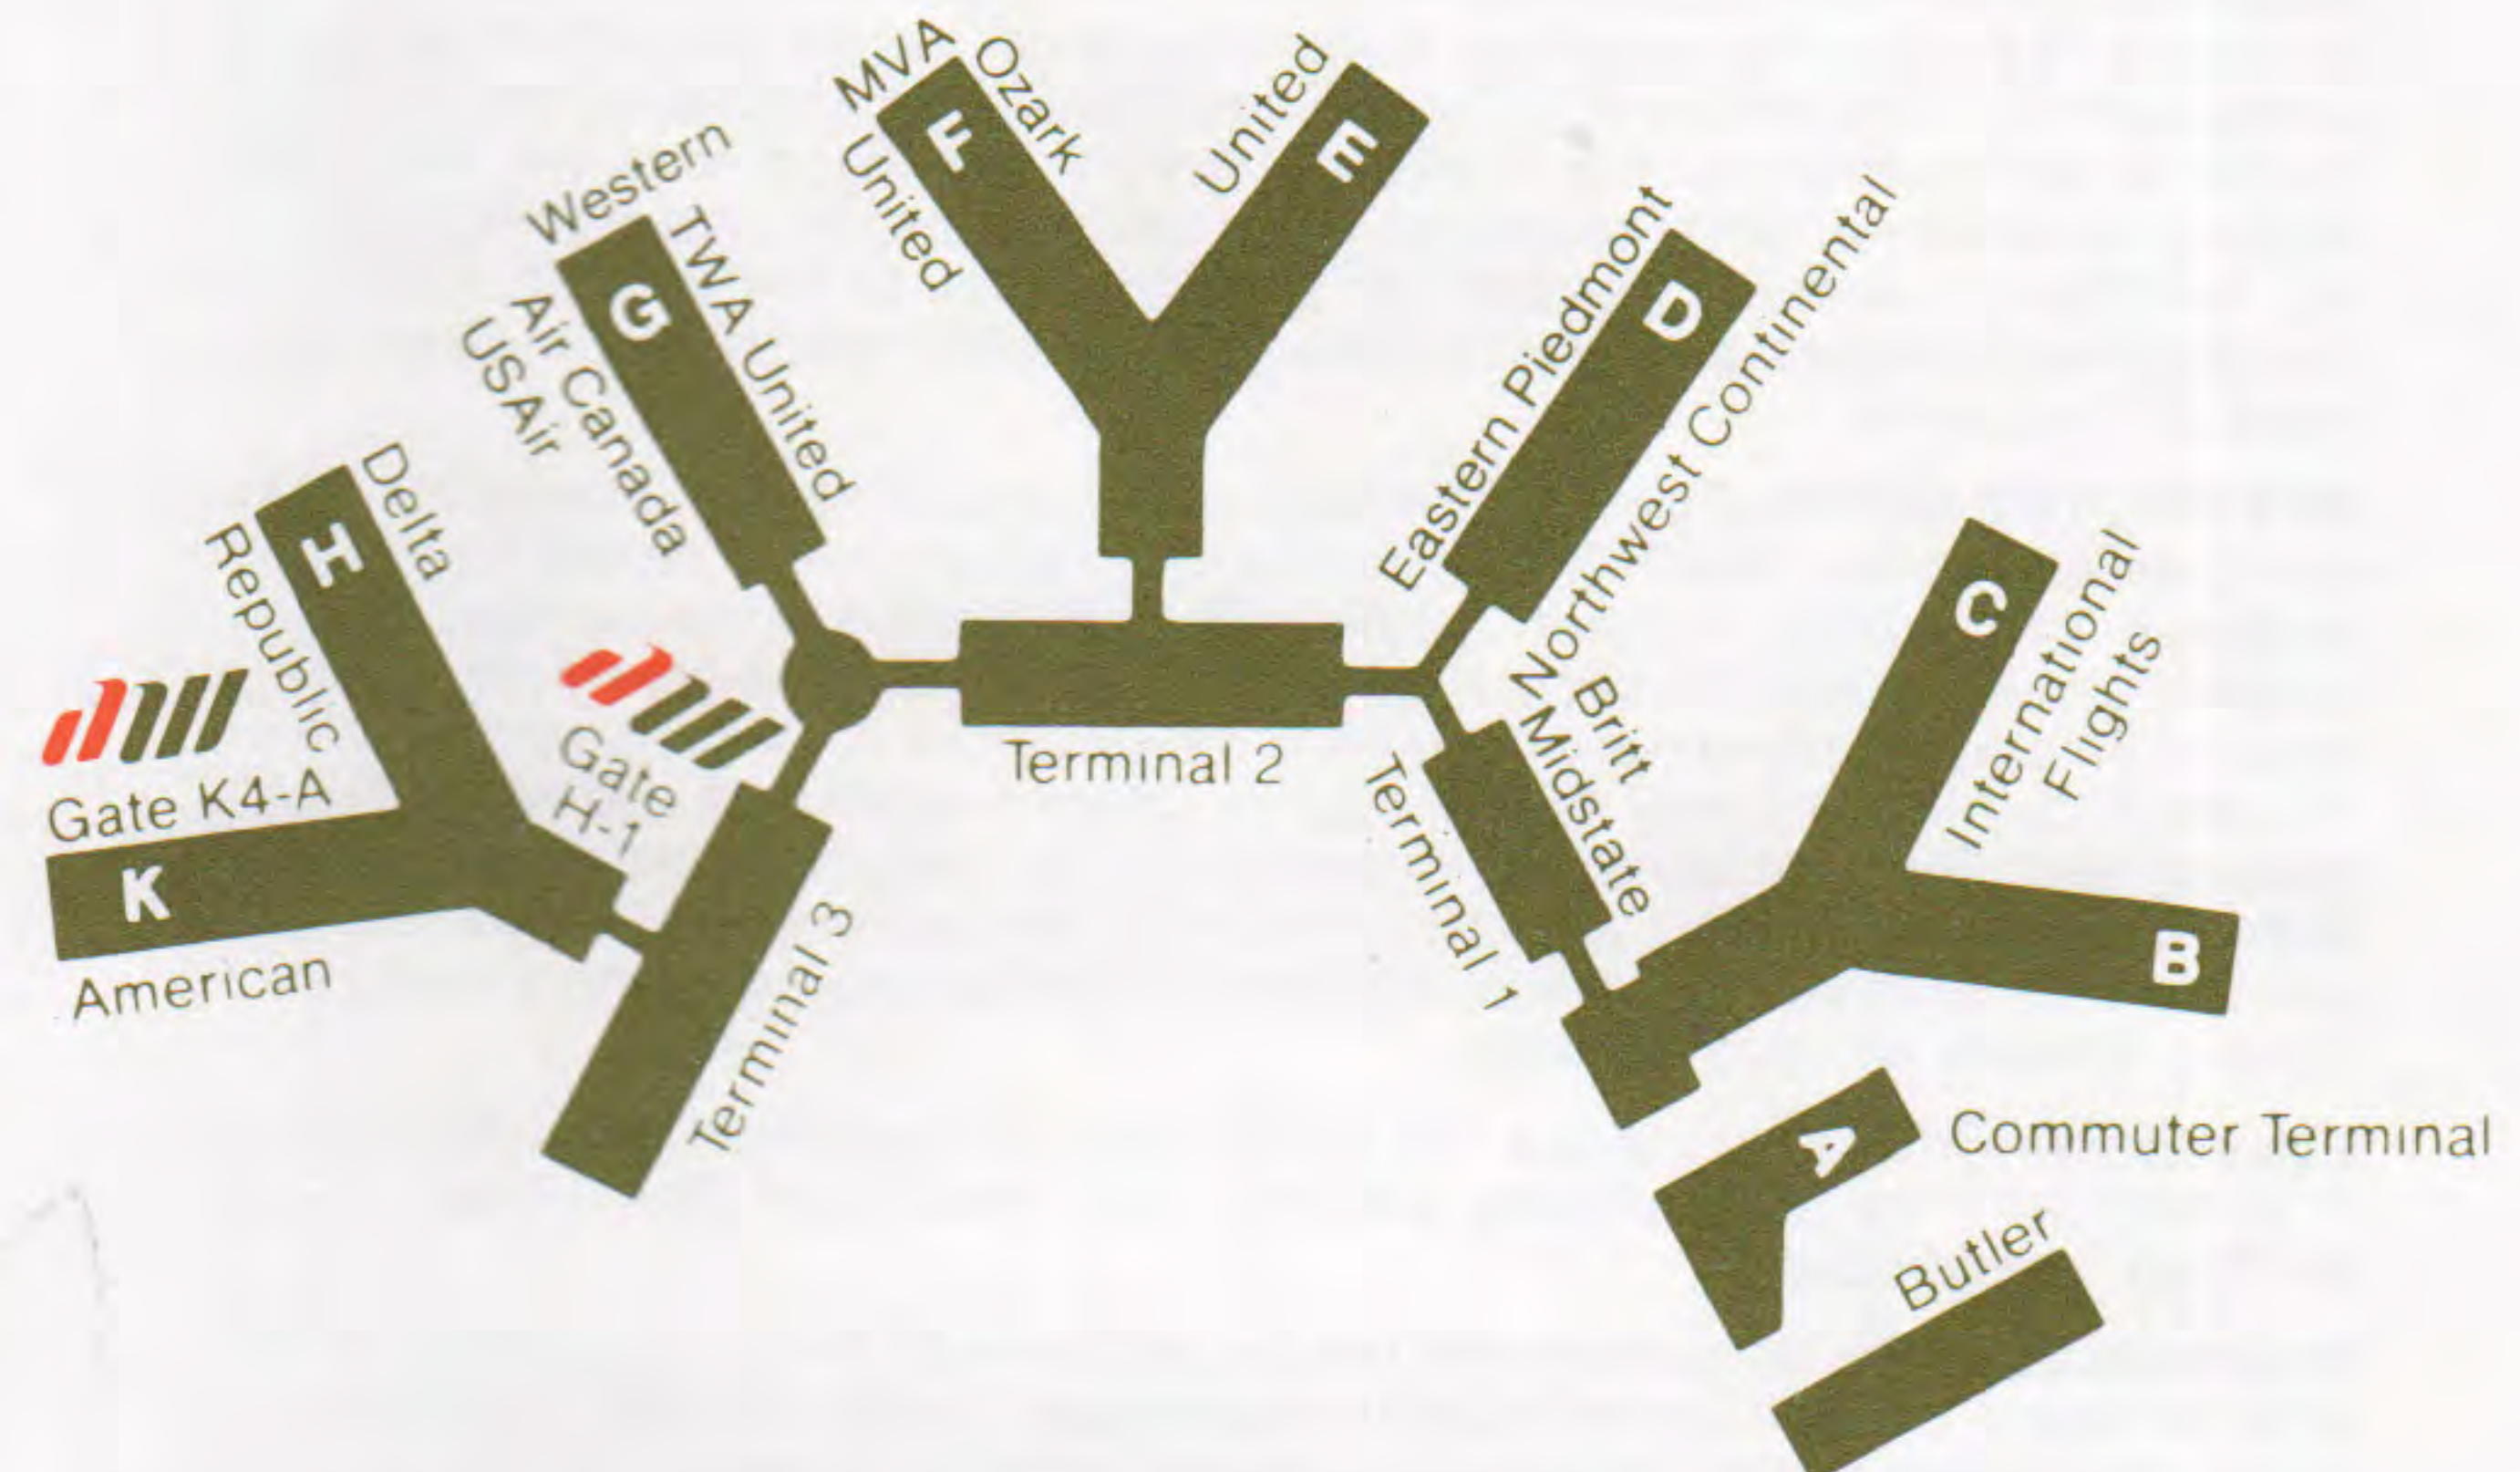 MVA
Ozark
F
United
United
E
Western
TWA United
G
Air Canada
USAir
Eastern Piedmont
D
Northwest Continental
Delta
H
Republic
Gate K4-A
K
American
Gate
H-1
Terminal 3
Terminal 2
Terminal 1
Britt
Midstate
C
International
Flights
B
A
Commuter Terminal
Butler